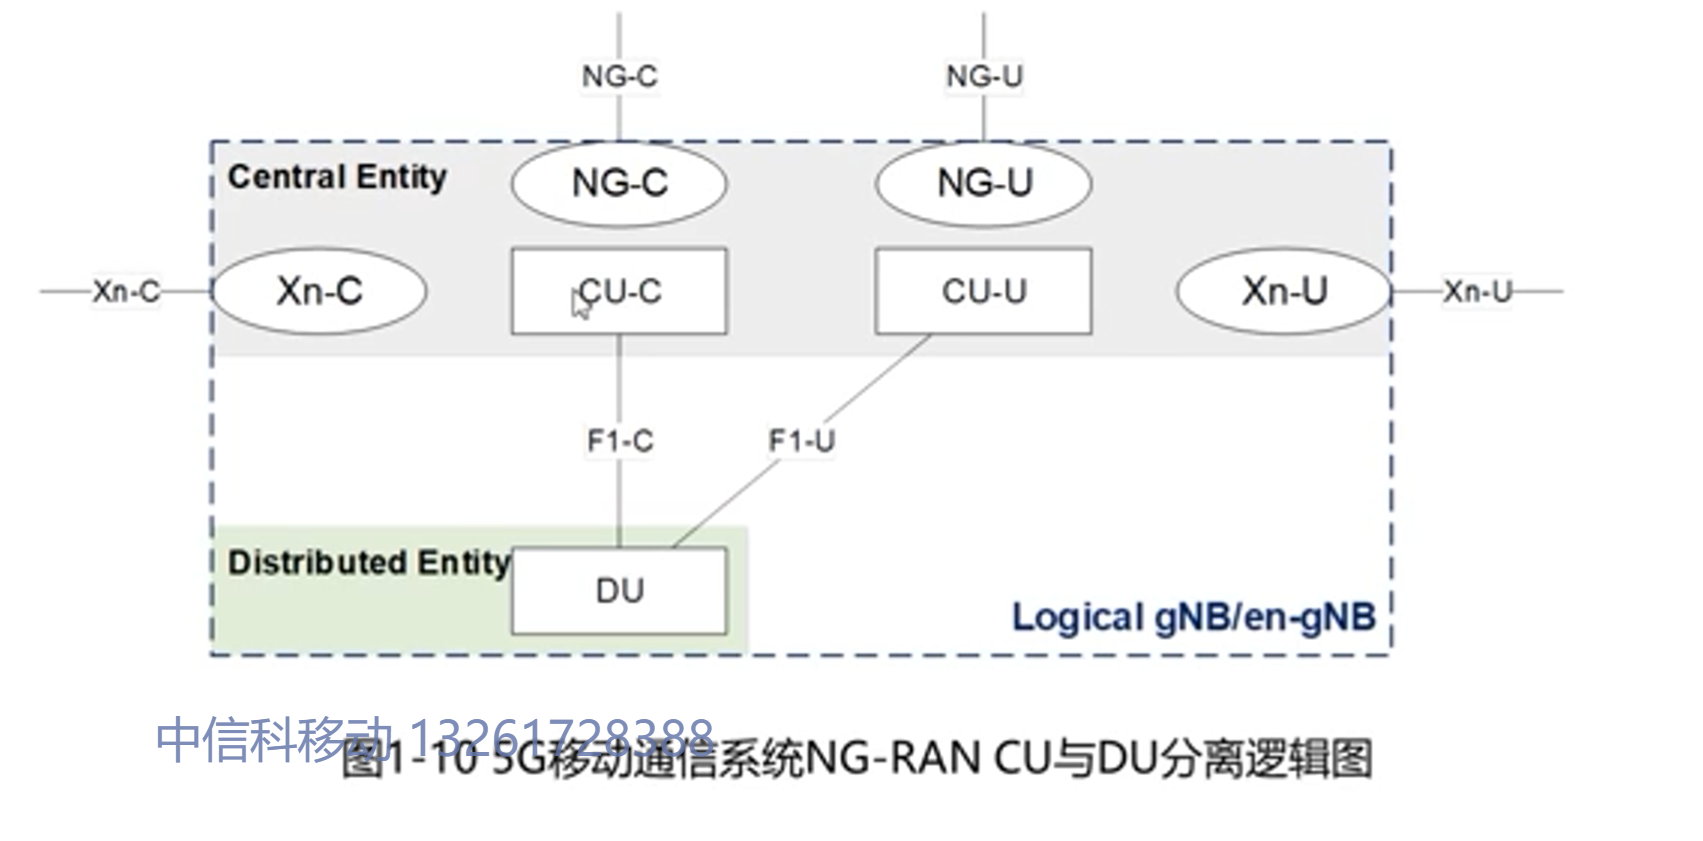 NG-C
NG-U
Central Entity
NG-C
NG-U
Xn-C
Xn-C
CU-C
CU-U
Xn-U
Xn-U
F1-C
F1-U
Distributed Entity
DU
Logical gNB/en-gNB
中信科移动 13261728388
图1-10 5G移动通信系统NG-RAN CU与DU分离逻辑图